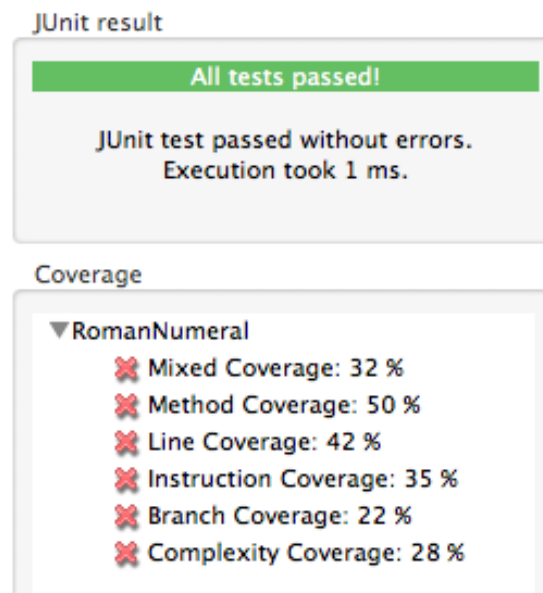 JUnit result
All tests passed!
JUnit test passed without errors.
Execution took 1 ms.
Coverage
RomanNumeral
Mixed Coverage: 32 %
Method Coverage: 50 %
Line Coverage: 42 %
Instruction Coverage: 35 %
Branch Coverage: 22 %
Complexity Coverage: 28 %